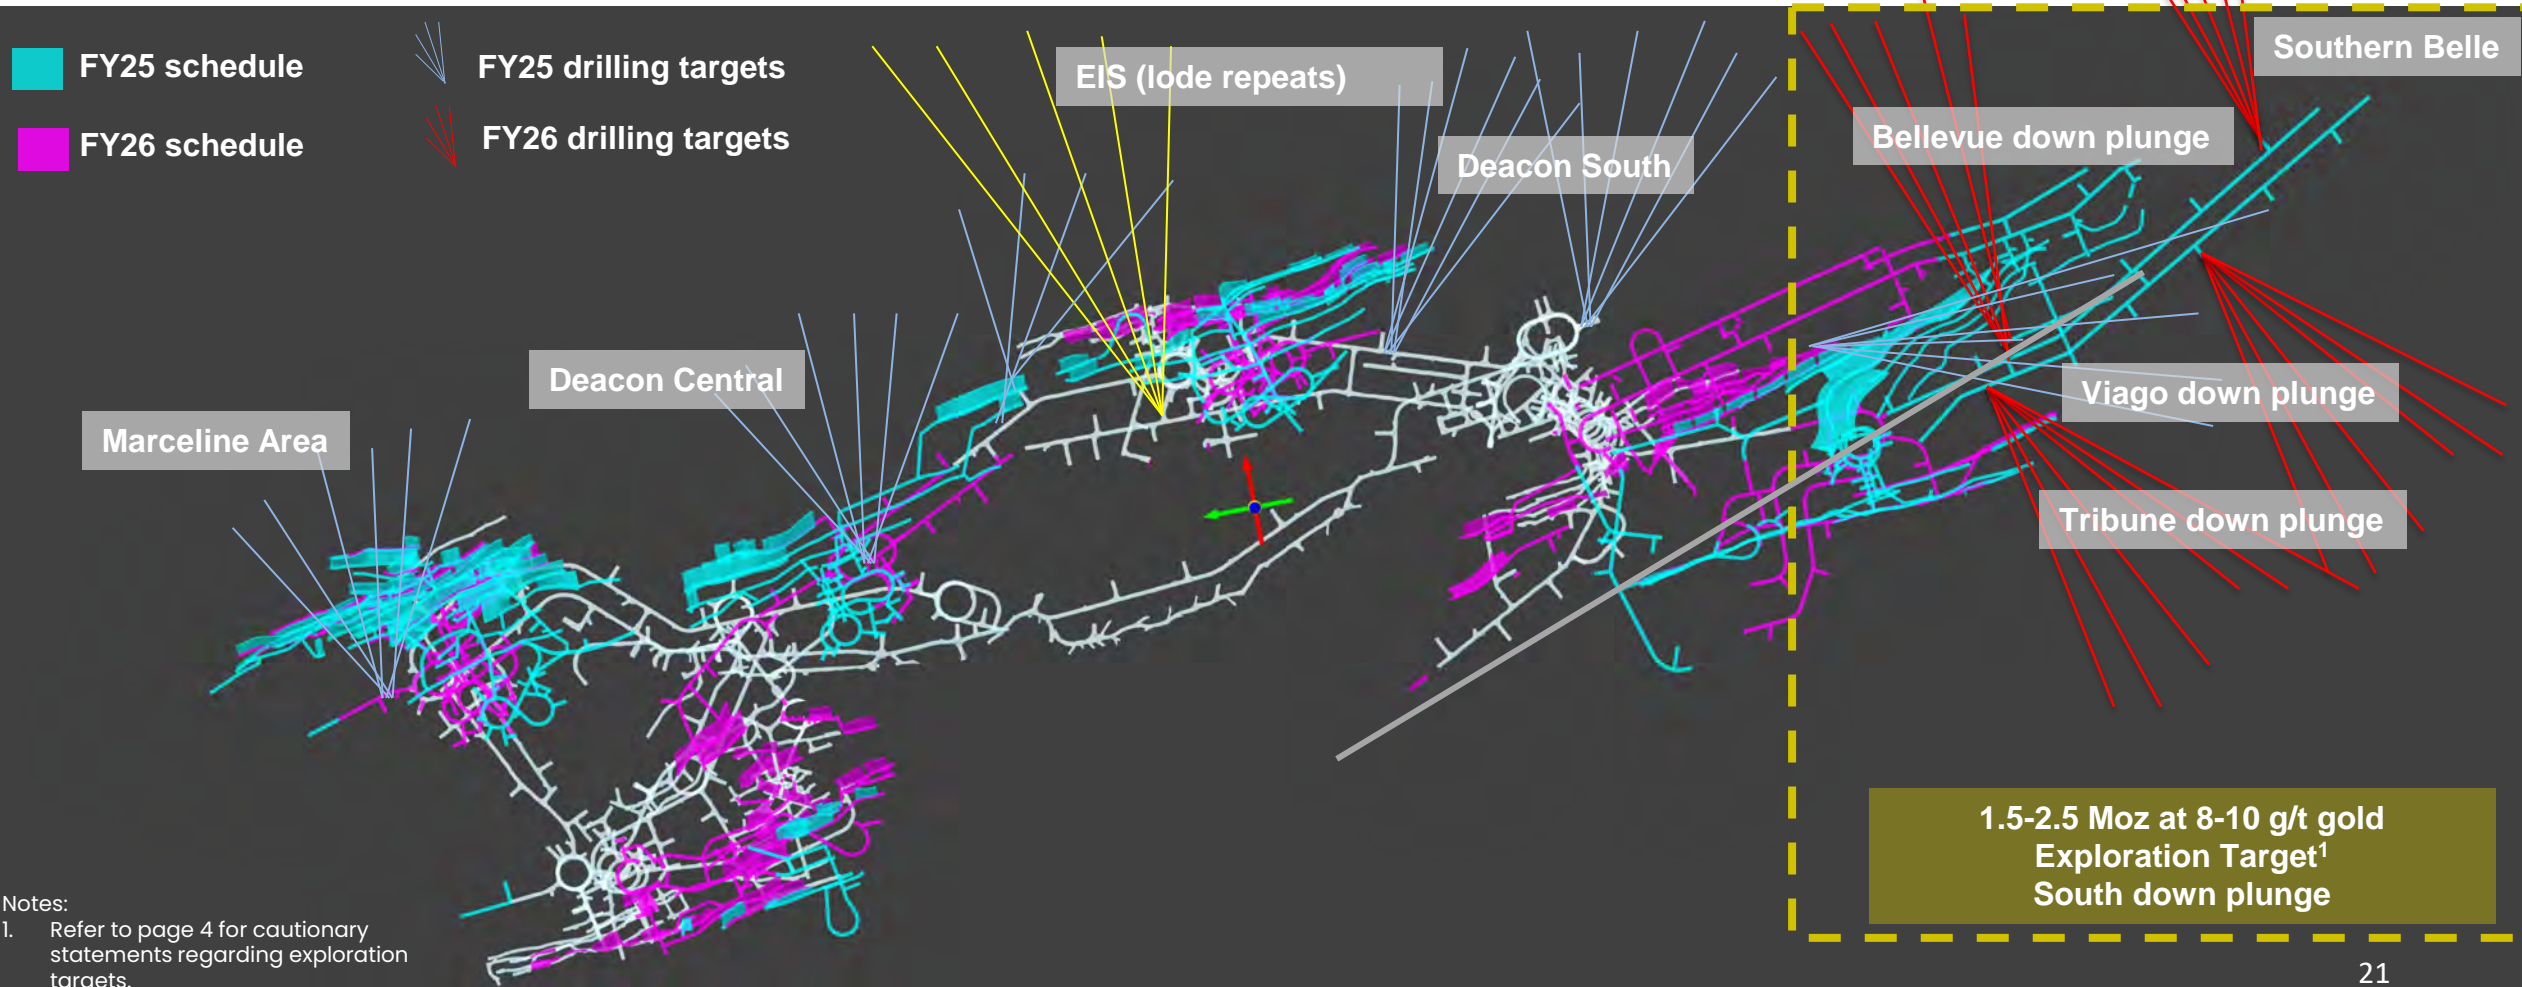 FY25 schedule
FY25 drilling targets
FY26 schedule
FY26 drilling targets
EIS (lode repeats)
Southern Belle
Bellevue down plunge
Deacon South
Deacon Central
Marceline Area
Viago down plunge
Tribune down plunge
1.5-2.5 Moz at 8-10 g/t gold
Exploration Target¹
South down plunge
Notes:
1. Refer to page 4 for cautionary
statements regarding exploration
targets.
21